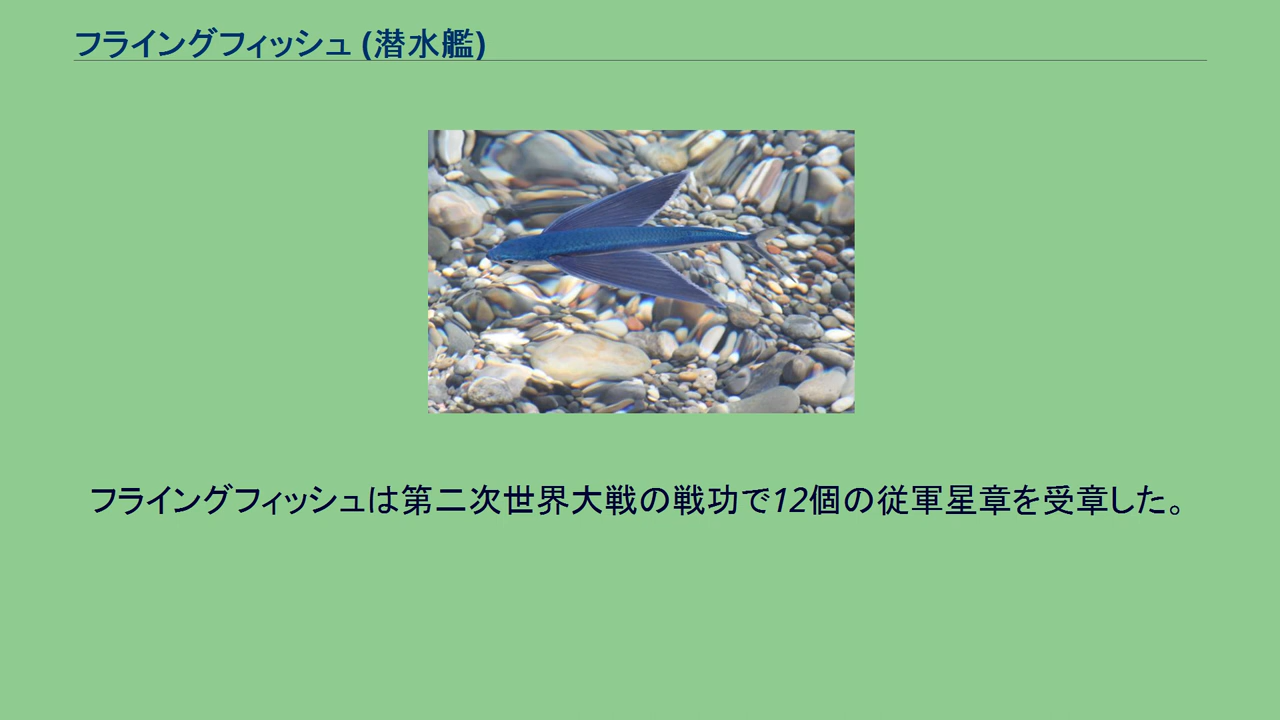 フライングフィッシュ (潜水艦)
フライングフィッシュは第二次世界大戦の戦功で12個の従軍星章を受章した。